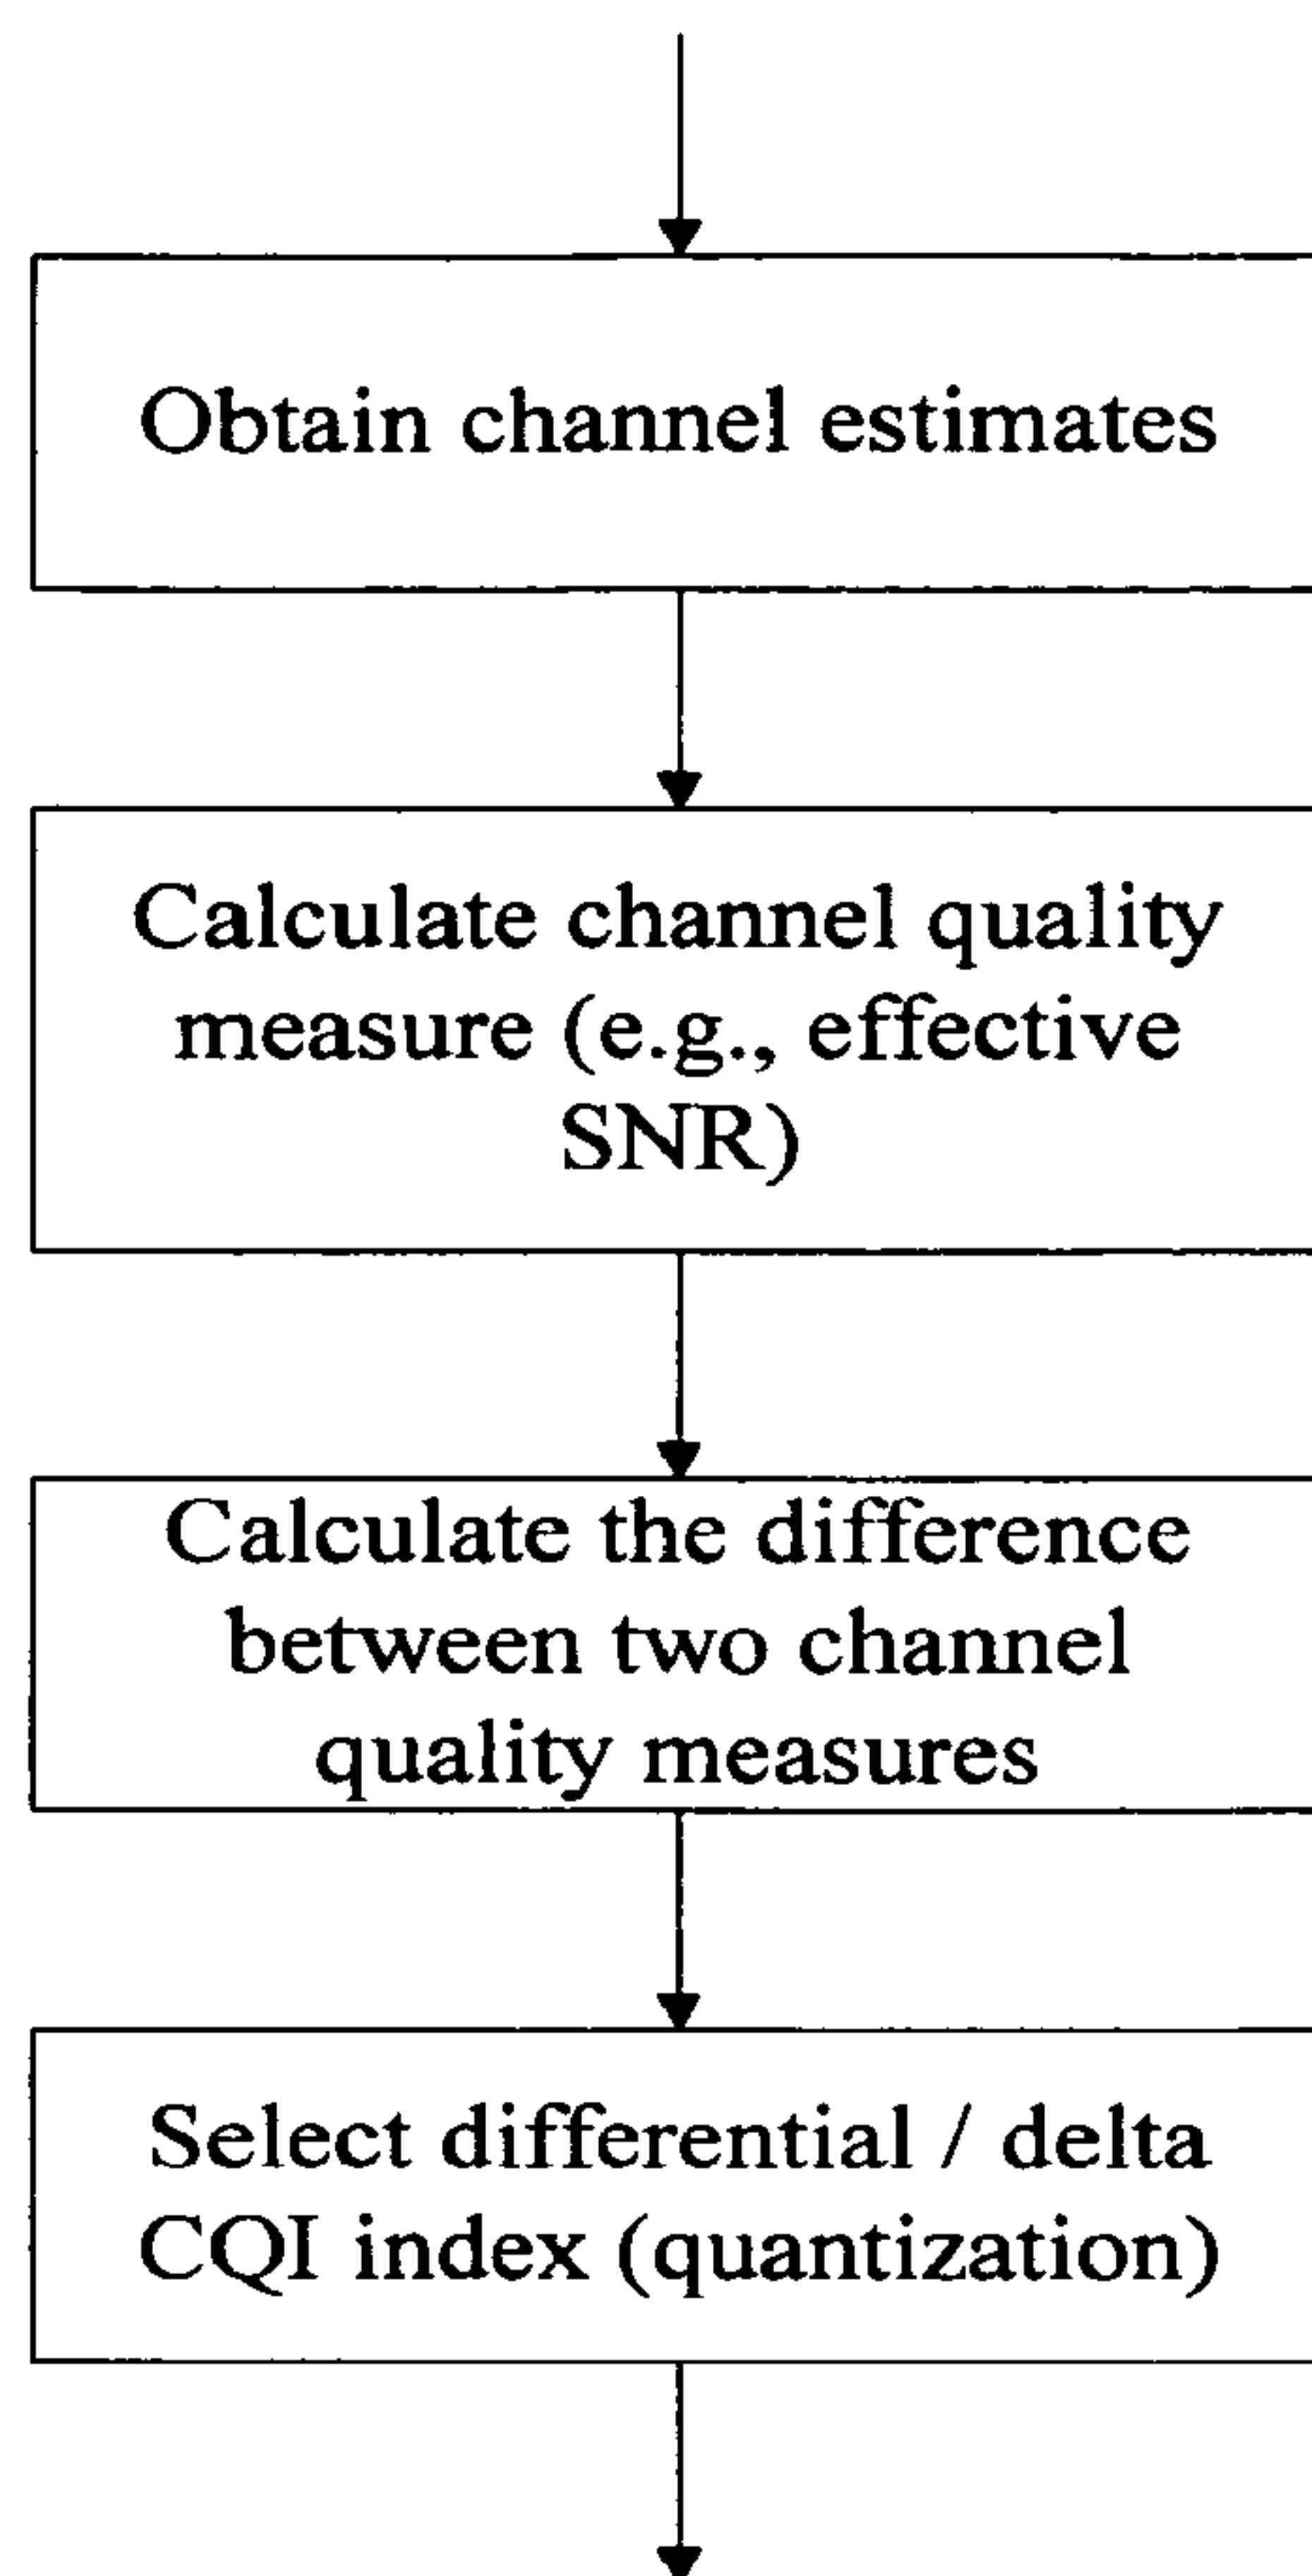 Obtain channel estimates
Calculate channel quality
measure (e.g., effective
SNR)
Calculate the difference
between two channel
quality measures
Select differential / delta
CQI index (quantization)